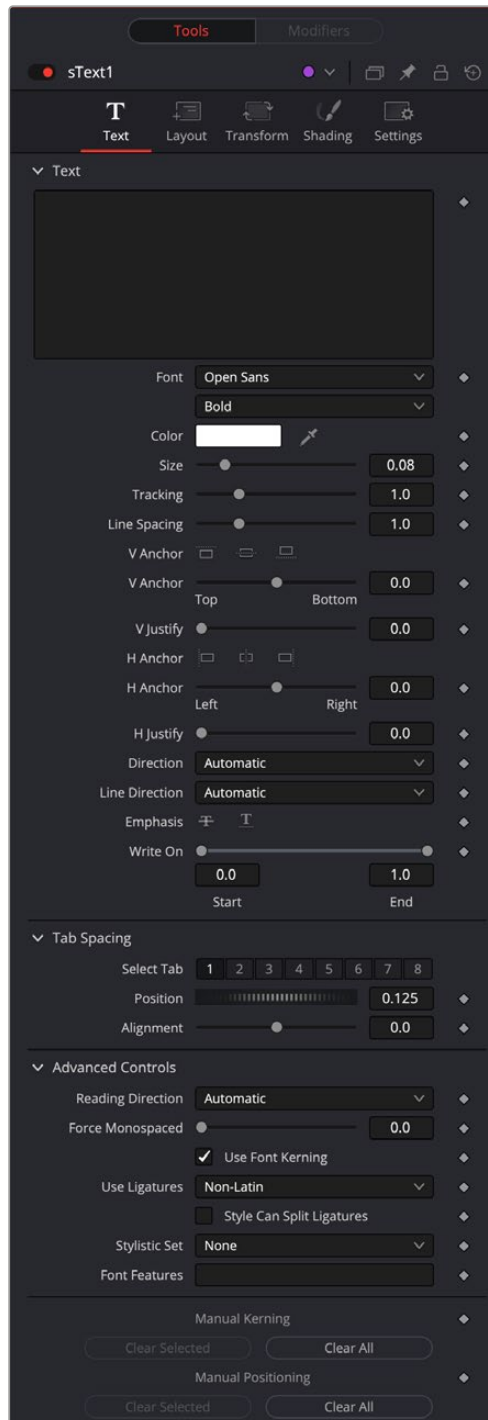 Tools Modifiers
sText1
T
Text Layout Transform Shading Settings
Text
Font Open Sans
Bold
Color
Size 0.08
Tracking 1.0
Line Spacing 1.0
V Anchor
V Anchor 0.0
Top Bottom
V Justify 0.0
H Anchor
H Anchor 0.0
Left Right
H Justify 0.0
Direction Automatic
Line Direction Automatic
Emphasis T T
Write On
0.0 1.0
Start End
Tab Spacing
Select Tab 1 2 3 4 5 6 7 8
Position 0.125
Alignment 0.0
Advanced Controls
Reading Direction Automatic
Force Monospaced 0.0
Use Font Kerning
Use Ligatures Non-Latin
Style Can Split Ligatures
Stylistic Set None
Font Features
Manual Kerning
Clear Selected Clear All
Manual Positioning
Clear Selected Clear All